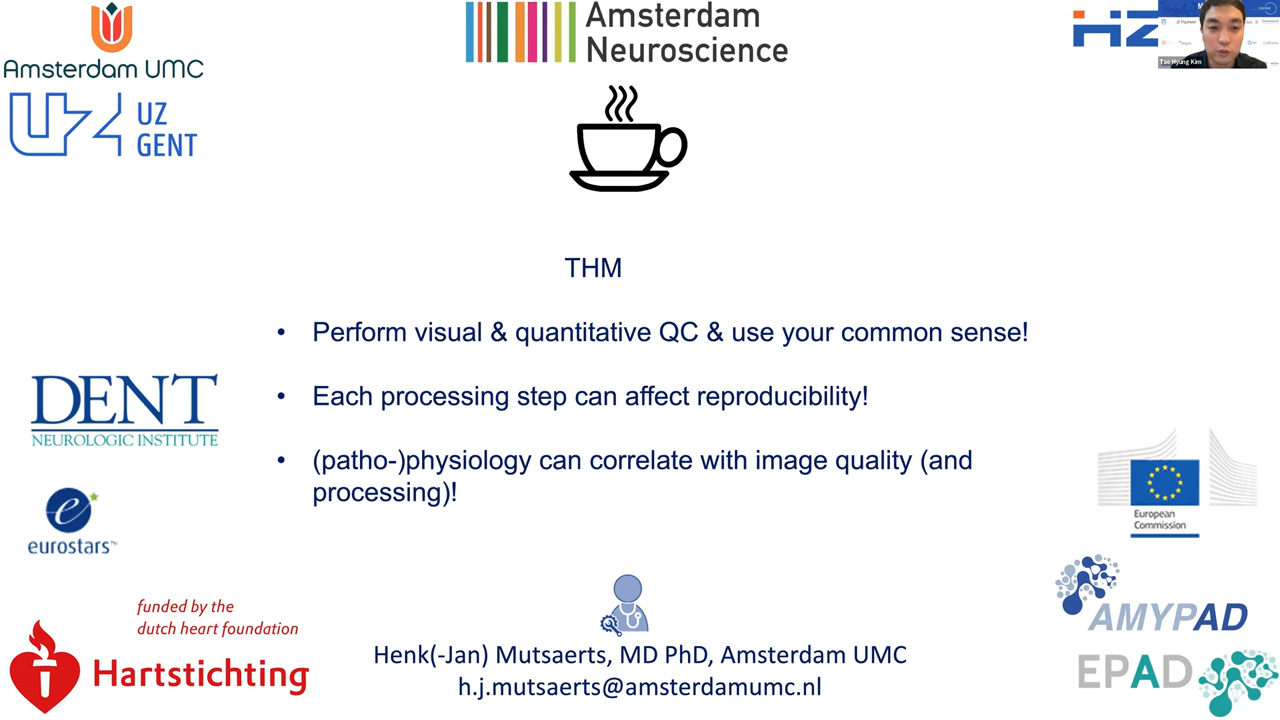 Amsterdam UMC
UZ
GENT
Amsterdam
Neuroscience
HZ
Tae Hyung Kim
THM
• Perform visual & quantitative QC & use your common sense!
• Each processing step can affect reproducibility!
• (patho-)physiology can correlate with image quality (and
processing)!
DENT
NEUROLOGIC INSTITUTE
eurostars™
European
Commission
funded by the
dutch heart foundation
Hartstichting
AMYPAD
EPAD
Henk(-Jan) Mutsaerts, MD PhD, Amsterdam UMC
h.j.mutsaerts@amsterdamumc.nl